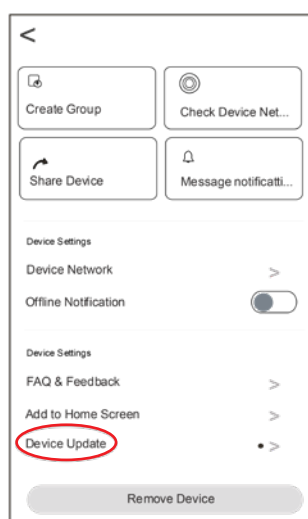 <
Create Group
Check Device Net...
Share Device
Message notificatti...
Device Settings
Device Network >
Offline Notification
Device Settings
FAQ & Feedback >
Add to Home Screen >
Device Update • >
Remove Device